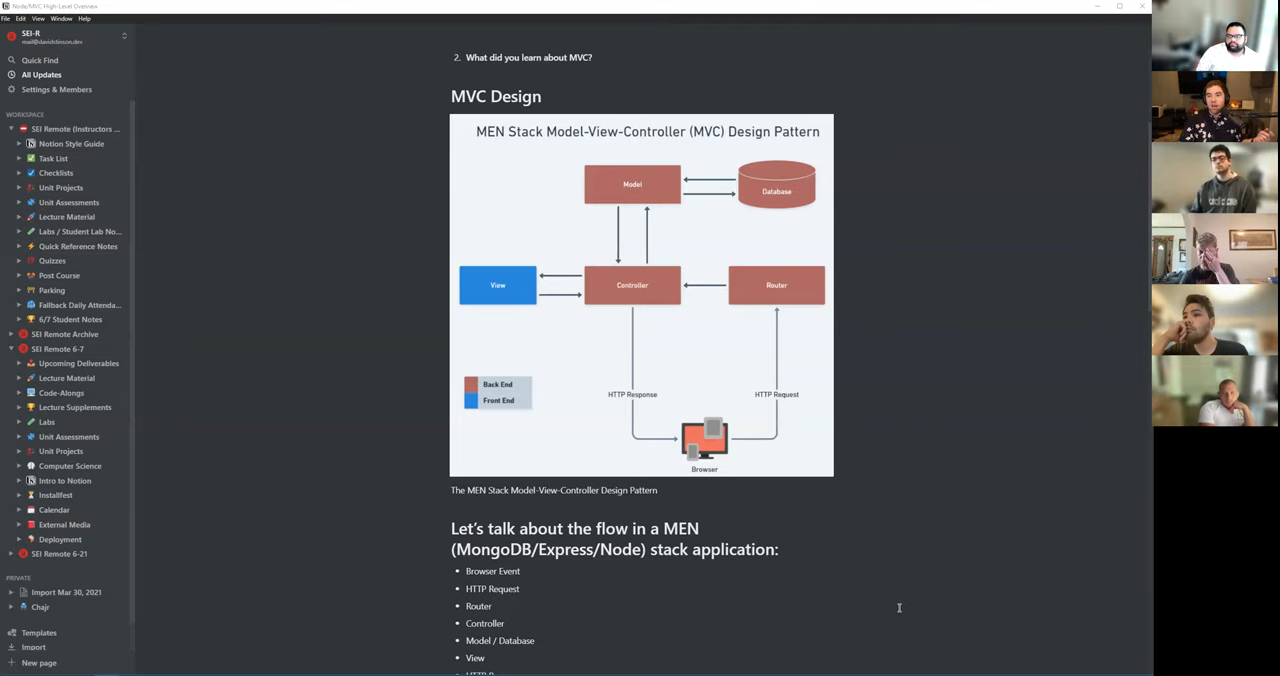 Node/MVC High-Level Overview
File Edit View Window Help
SEI-R
mail@davidstinson.dev
Quick Find
All Updates
Settings & Members
WORKSPACE
SEI Remote (Instructors ...
Notion Style Guide
Task List
Checklists
Unit Projects
Unit Assessments
Lecture Material
Labs / Student Lab No...
Quick Reference Notes
Quizzes
Post Course
Parking
Fallback Daily Attenda...
6/7 Student Notes
SEI Remote Archive
SEI Remote 6-7
Upcoming Deliverables
Lecture Material
Code-Alongs
Lecture Supplements
Labs
Unit Assessments
Unit Projects
Computer Science
Intro to Notion
Installfest
Calendar
External Media
Deployment
SEI Remote 6-21
PRIVATE
Import Mar 30, 2021
Chajr
Templates
Import
New page
2. What did you learn about MVC?
MVC Design
MEN Stack Model-View-Controller (MVC) Design Pattern
Model
Database
View
Controller
Router
Back End
Front End
HTTP Response
HTTP Request
Browser
The MEN Stack Model-View-Controller Design Pattern
Let's talk about the flow in a MEN
(MongoDB/Express/Node) stack application:
• Browser Event
• HTTP Request
• Router
• Controller
• Model / Database
• View